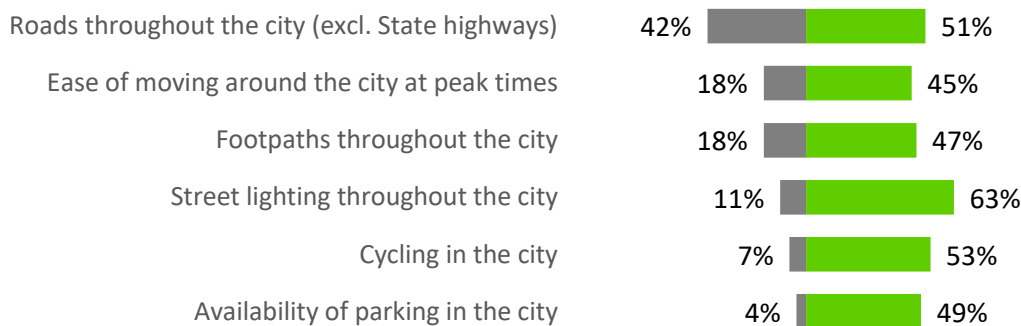 Roads throughout the city (excl. State highways) 42% 51%
Ease of moving around the city at peak times 18% 45%
Footpaths throughout the city 18% 47%
Street lighting throughout the city 11% 63%
Cycling in the city 7% 53%
Availability of parking in the city 4% 49%